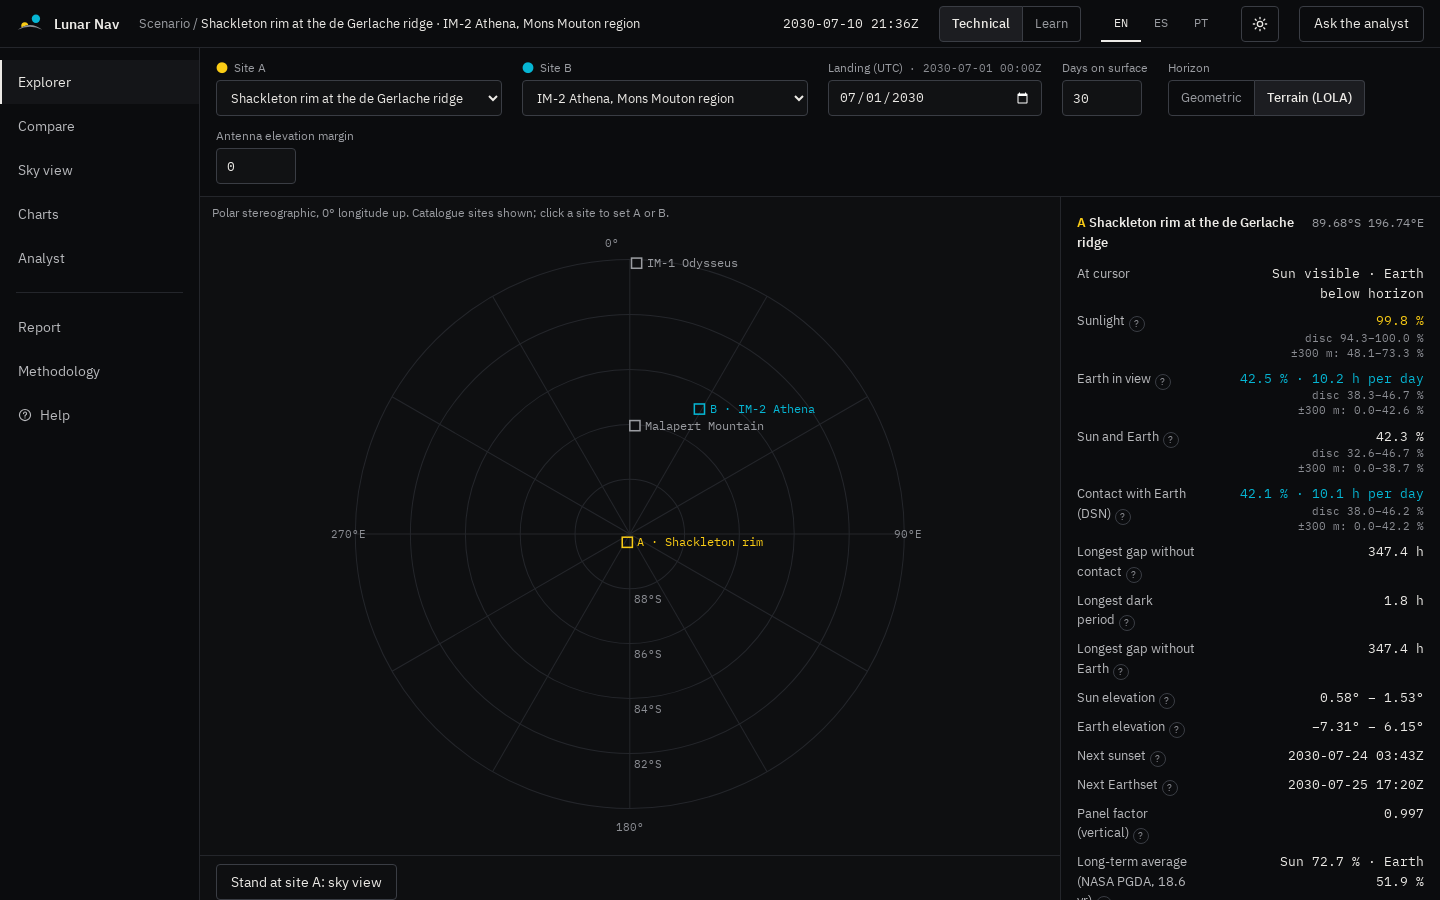 Lunar Nav
Scenario / Shackleton rim at the de Gerlache ridge · IM-2 Athena, Mons Mouton region
2030-07-10 21:36Z
Technical
Learn
EN
ES
PT
Ask the analyst
Explorer
Compare
Sky view
Charts
Analyst
Report
Methodology
? Help
Site A
Shackleton rim at the de Gerlache ridge
Site B
IM-2 Athena, Mons Mouton region
Landing (UTC) · 2030-07-01 00:00Z
07/01/2030
Days on surface
30
Horizon
Geometric
Terrain (LOLA)
Antenna elevation margin
0
Polar stereographic, 0° longitude up. Catalogue sites shown; click a site to set A or B.
0°
IM-1 Odysseus
B · IM-2 Athena
Malapert Mountain
270°E
90°E
A · Shackleton rim
88°S
86°S
84°S
82°S
180°
Stand at site A: sky view
A Shackleton rim at the de Gerlache
ridge
89.68°S 196.74°E
At cursor
Sun visible · Earth
below horizon
Sunlight ?
99.8 %
disc 94.3–100.0 %
±300 m: 48.1–73.3 %
Earth in view ?
42.5 % · 10.2 h per day
disc 38.3–46.7 %
±300 m: 0.0–42.6 %
Sun and Earth ?
42.3 %
disc 32.6–46.7 %
±300 m: 0.0–38.7 %
Contact with Earth
(DSN) ?
42.1 % · 10.1 h per day
disc 38.0–46.2 %
±300 m: 0.0–42.2 %
Longest gap without
contact ?
347.4 h
Longest dark
period ?
1.8 h
Longest gap without
Earth ?
347.4 h
Sun elevation ?
0.58° – 1.53°
Earth elevation ?
−7.31° – 6.15°
Next sunset ?
2030-07-24 03:43Z
Next Earthset ?
2030-07-25 17:20Z
Panel factor
(vertical) ?
0.997
Long-term average
(NASA PGDA, 18.6
Sun 72.7 % · Earth
51.9 %